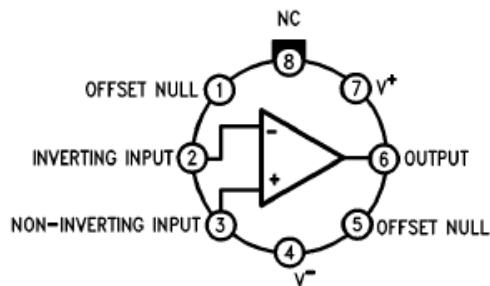 NC
8
OFFSET NULL 1
7 V+
INVERTING INPUT 2
-
6 OUTPUT
+
NON-INVERTING INPUT 3
5 OFFSET NULL
4
V-